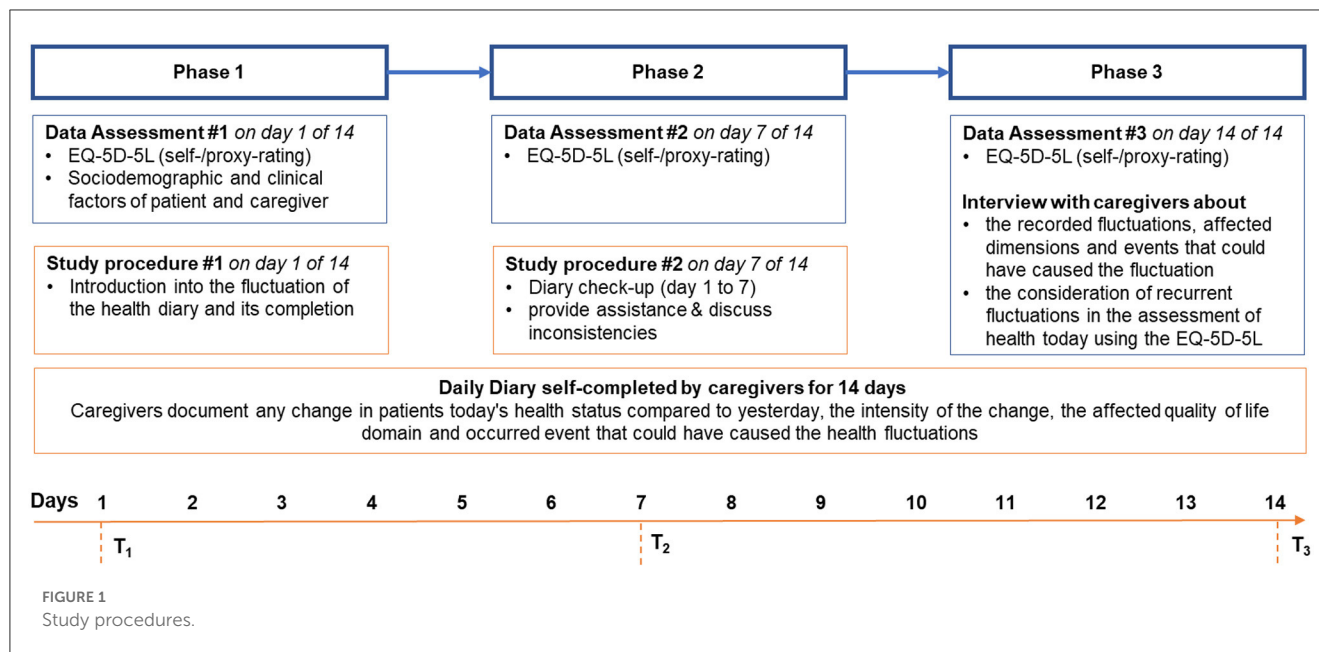 Phase 1
Phase 2
Phase 3
Data Assessment #1 on day 1 of 14
• EQ-5D-5L (self-/proxy-rating)
• Sociodemographic and clinical
factors of patient and caregiver
Study procedure #1 on day 1 of 14
• Introduction into the fluctuation of
the health diary and its completion
Data Assessment #2 on day 7 of 14
• EQ-5D-5L (self-/proxy-rating)
Study procedure #2 on day 7 of 14
• Diary check-up (day 1 to 7)
• provide assistance & discuss
inconsistencies
Data Assessment #3 on day 14 of 14
• EQ-5D-5L (self-/proxy-rating)
Interview with caregivers about
• the recorded fluctuations, affected
dimensions and events that could
have caused the fluctuation
• the consideration of recurrent
fluctuations in the assessment of
health today using the EQ-5D-5L
Daily Diary self-completed by caregivers for 14 days
Caregivers document any change in patients today's health status compared to yesterday, the intensity of the change, the affected quality of life
domain and occurred event that could have caused the health fluctuations
Days 1 2 3 4 5 6 7 8 9 10 11 12 13 14
T₁ T₂ T₃
FIGURE 1
Study procedures.